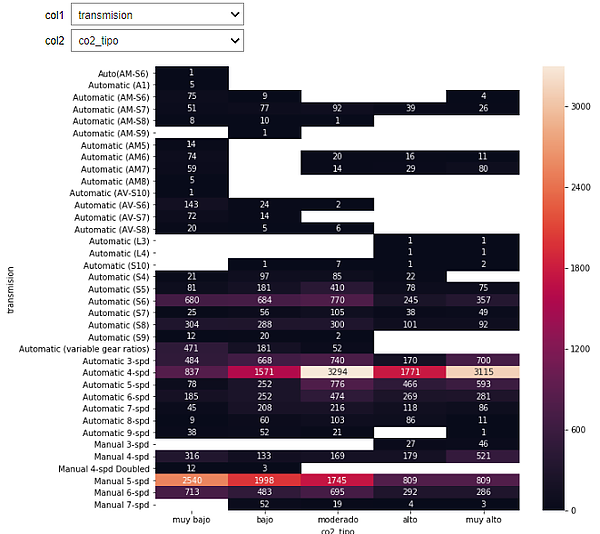 col1 transmision
col2 co2_tipo
Auto(AM-S6) 1
Automatic (A1) 5
Automatic (AM-S6) 75 9 4
Automatic (AM-S7) 51 77 92 39 26
Automatic (AM-S8) 8 10 1
Automatic (AM-S9) 1
Automatic (AM5) 14
Automatic (AM6) 74 20 16 11
Automatic (AM7) 59 14 29 80
Automatic (AM8) 5
Automatic (AV-S10) 1
Automatic (AV-S6) 143 24 2
Automatic (AV-S7) 72 14
Automatic (AV-S8) 20 5 6
Automatic (L3) 1 1
Automatic (L4) 1 1
Automatic (S10) 1 7 1 2
Automatic (S4) 21 97 85 22
Automatic (S5) 81 181 410 78 75
Automatic (S6) 680 684 770 245 357
Automatic (S7) 25 56 105 38 49
Automatic (S8) 304 288 300 101 92
Automatic (S9) 12 20 2
Automatic (variable gear ratios) 471 181 52
Automatic 3-spd 484 668 740 170 700
Automatic 4-spd 837 1571 3294 1771 3115
Automatic 5-spd 78 252 776 466 593
Automatic 6-spd 185 252 474 269 281
Automatic 7-spd 45 208 216 118 86
Automatic 8-spd 9 60 103 86 11
Automatic 9-spd 38 52 21 1
Manual 3-spd 27 46
Manual 4-spd 316 133 169 179 521
Manual 4-spd Doubled 12 3
Manual 5-spd 2540 1998 1745 809 809
Manual 6-spd 713 483 695 292 286
Manual 7-spd 52 19 4 3
muy bajo bajo moderado alto muy alto
co2_tipo
transmision
3000
2400
1800
1200
600
0